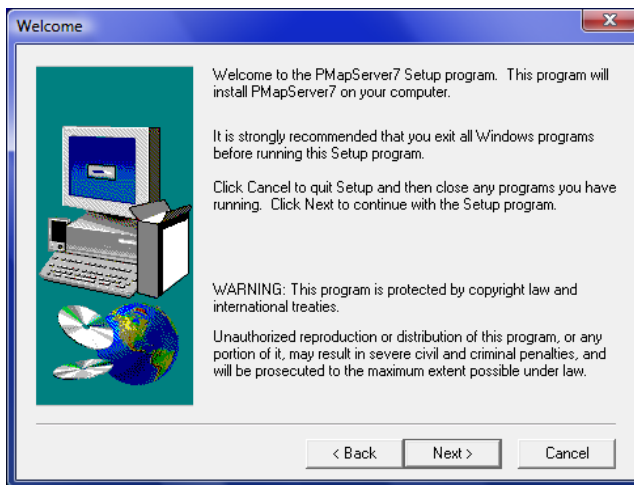 Welcome
Welcome to the PMapServer7 Setup program. This program will
install PMapServer7 on your computer.
It is strongly recommended that you exit all Windows programs
before running this Setup program.
Click Cancel to quit Setup and then close any programs you have
running. Click Next to continue with the Setup program.
WARNING: This program is protected by copyright law and
international treaties.
Unauthorized reproduction or distribution of this program, or any
portion of it, may result in severe civil and criminal penalties, and
will be prosecuted to the maximum extent possible under law.
< Back
Next >
Cancel